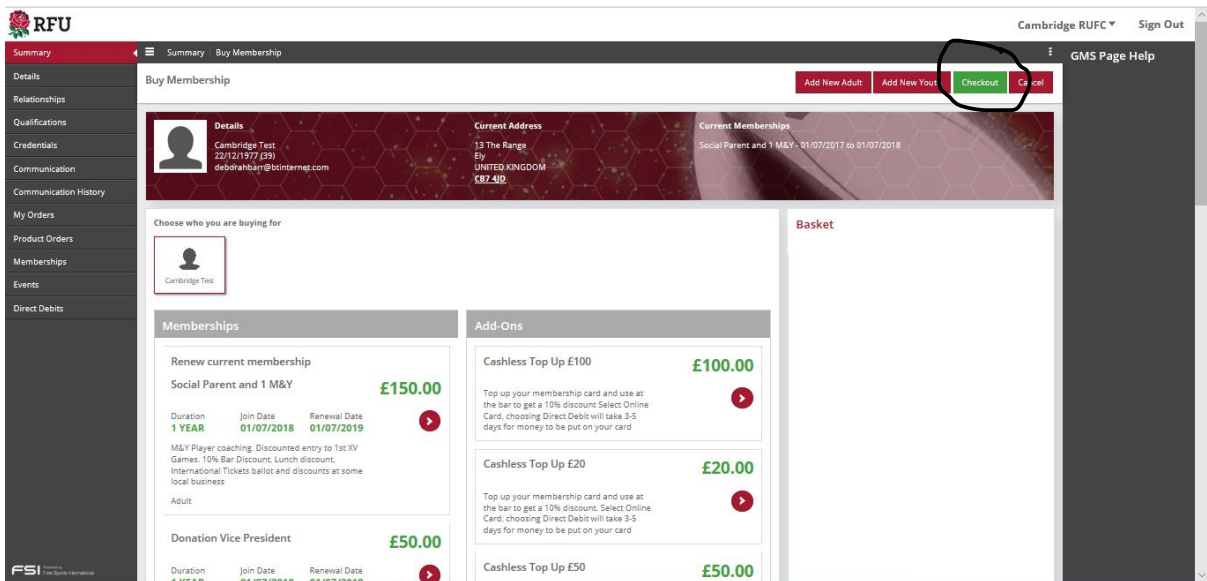 RFU
Cambridge RUFC
Sign Out
Summary
Details
Relationships
Qualifications
Credentials
Communication
Communication History
My Orders
Product Orders
Memberships
Events
Direct Debits
FSI
Summary Buy Membership
GMS Page Help
Buy Membership
Add New Adult
Add New Yout
Checkout
Cancel
Details
Cambridge Test
22/12/1977 (39)
deborahbarr@btinternet.com
Current Address
13 The Range
Ely
UNITED KINGDOM
CB7 4JD
Current Memberships
Social Parent and 1 M&Y - 01/07/2017 to 01/07/2018
Choose who you are buying for
Cambridge Test
Basket
Memberships
Renew current membership
Social Parent and 1 M&Y
£150.00
Duration Join Date Renewal Date
1 YEAR 01/07/2018 01/07/2019
M&Y Player coaching. Discounted entry to 1st XV
Games. 10% Bar Discount, Lunch discount,
International Tickets ballot and discounts at some
local business
Adult
Donation Vice President
£50.00
Duration Join Date Renewal Date
Add-Ons
Cashless Top Up £100
£100.00
Top up your membership card and use at
the bar to get a 10% discount Select Online
Card, choosing Direct Debit will take 3-5
days for money to be put on your card
Cashless Top Up £20
£20.00
Top up your membership card and use at
the bar to get a 10% discount. Select Online
Card, choosing Direct Debit will take 3-5
days for money to be put on your card
Cashless Top Up £50
£50.00